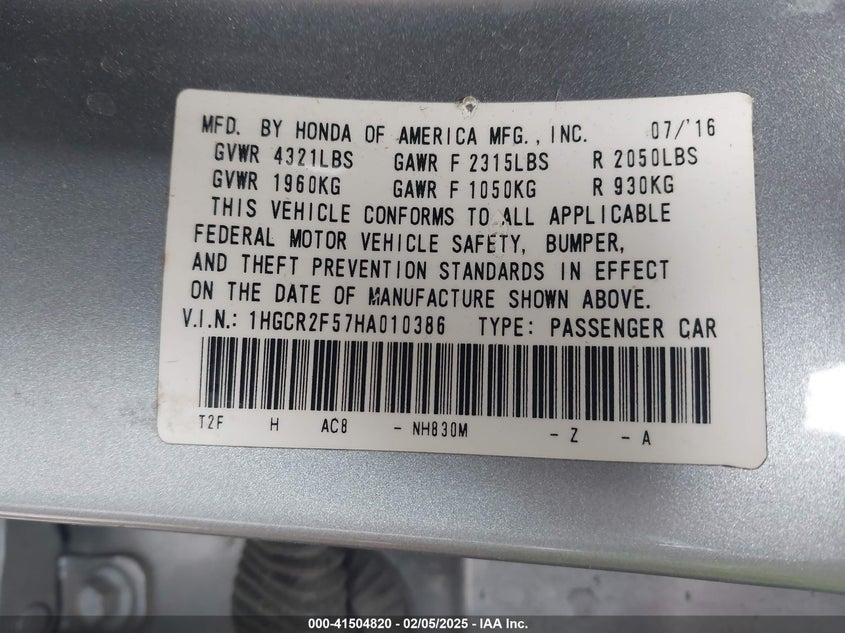 MFD. BY HONDA OF AMERICA MFG., INC. 07/'16
GVWR 4321LBS GAWR F 2315LBS R 2050LBS
GVWR 1960KG GAWR F 1050KG R 930KG
THIS VEHICLE CONFORMS TO ALL APPLICABLE
FEDERAL MOTOR VEHICLE SAFETY, BUMPER,
AND THEFT PREVENTION STANDARDS IN EFFECT
ON THE DATE OF MANUFACTURE SHOWN ABOVE.
V.I.N.: 1HGCR2F57HA010386 TYPE: PASSENGER CAR
T2F H AC8 - NH830M - Z - A
000-41504820 - 02/05/2025 - IAA Inc.